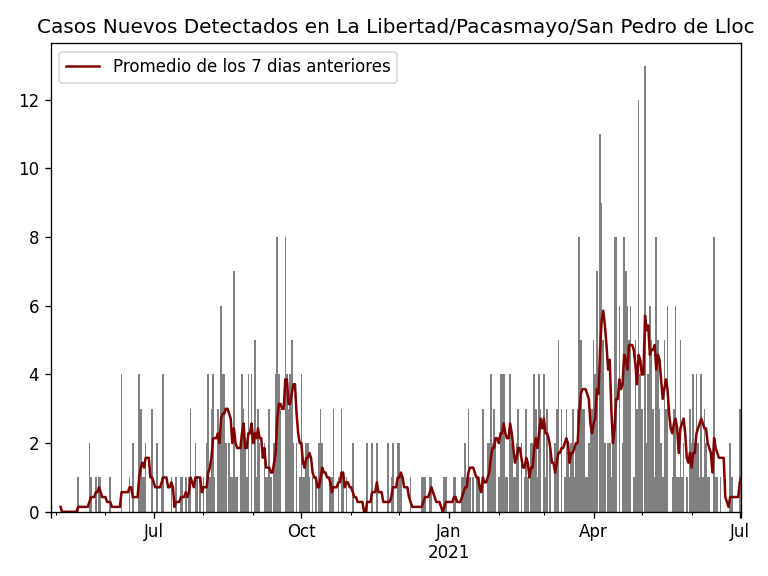 Casos Nuevos Detectados en La Libertad/Pacasmayo/San Pedro de Lloc
Promedio de los 7 dias anteriores
12
10
8
6
4
2
0
Jul
Oct
Jan
2021
Apr
Jul